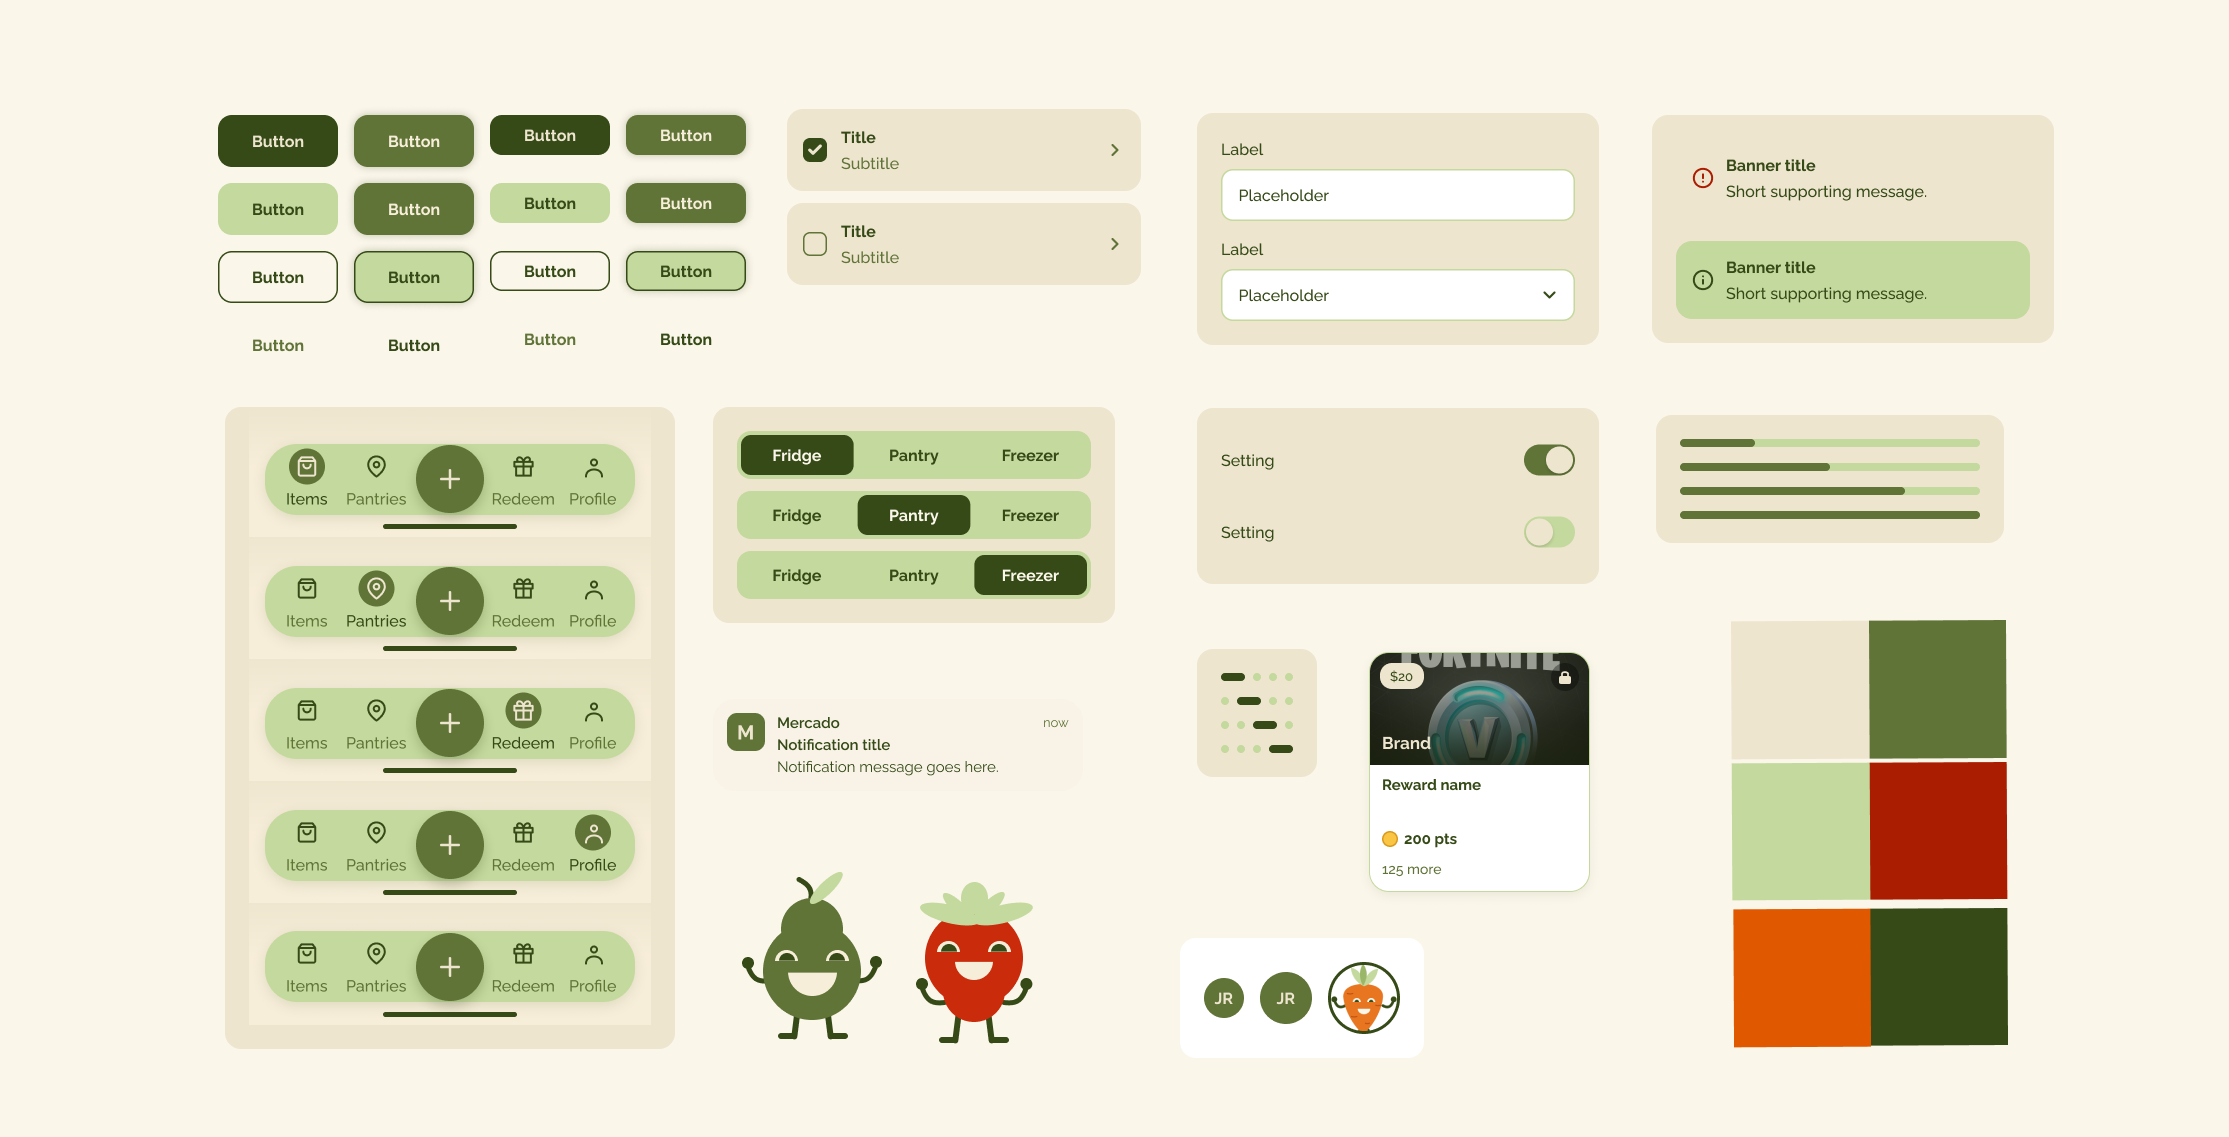 Button Button Button Button
Button Button Button Button
Button Button Button Button
Button Button Button Button
Title
Subtitle
Title
Subtitle
Label
Placeholder
Label
Placeholder
Banner title
Short supporting message.
Banner title
Short supporting message.
Items Pantries Redeem Profile
Items Pantries Redeem Profile
Items Pantries Redeem Profile
Items Pantries Redeem Profile
Items Pantries Redeem Profile
Fridge Pantry Freezer
Fridge Pantry Freezer
Fridge Pantry Freezer
M
Mercado now
Notification title
Notification message goes here.
Setting
Setting
FORTNITE
$20
V
Brand
Reward name
200 pts
125 more
JR JR